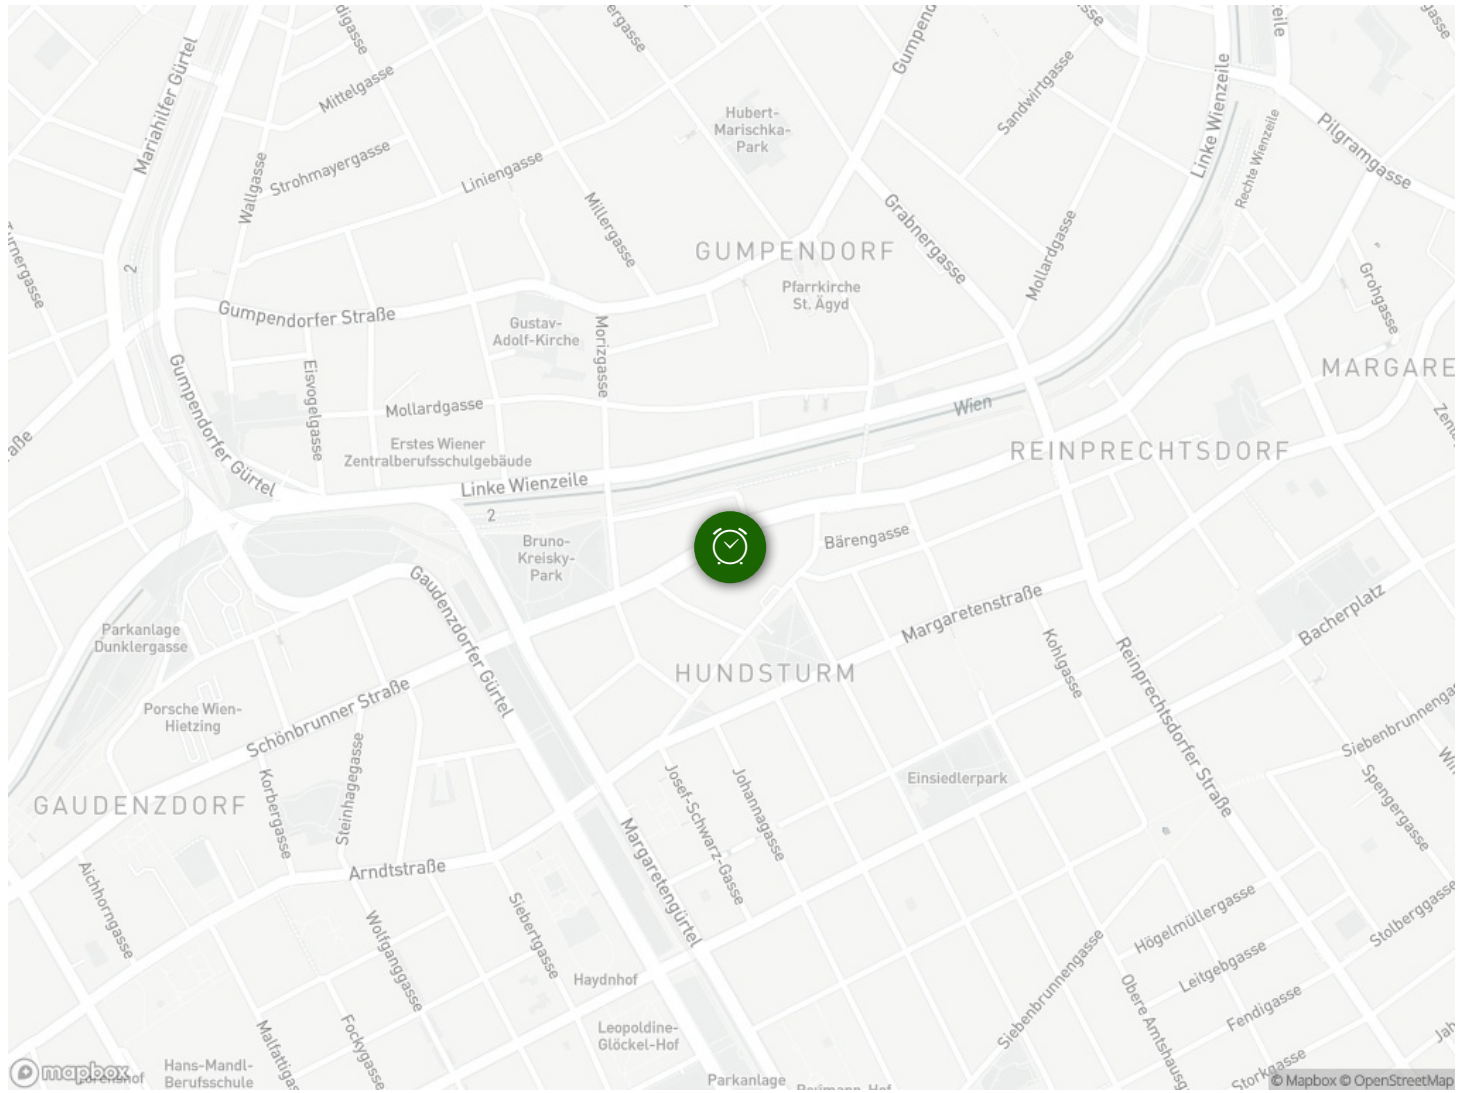 Mariahilfer Gürtel
Mittelgasse
Wallgasse
Strohmayergasse
Liniengasse
Millergasse
Hubert-
Marischka-
Park
Sandwirtgasse
Linke Wienzeile
Rechte Wienzeile
Pilgramgasse
Grabnergasse
Mollardgasse
Grohgasse
GUMPENDORF
Pfarrkirche
St. Ägyd
2
Gumpendorfer Straße
Gustav-
Adolf-Kirche
Morizgasse
Eisvogelgasse
Gumpendorfer Gürtel
Mollardgasse
Erstes Wiener
Zentralberufsschulgebäude
Linke Wienzeile
2
Wien
REINPRECHTSDORF
MARGARE
Bruno-
Kreisky-
Park
Bärengasse
Gaudenzdorfer Gürtel
Margaretenstraße
Kohlgasse
Bacherplatz
Parkanlage
Dunklergasse
HUNDSTURM
Reinprechtsdorfer Straße
Porsche Wien-
Hietzing
Schönbrunner Straße
Steinhagegasse
Korbergasse
GAUDENZDORF
Josef-Schwarz-Gasse
Johannagasse
Einsiedlerpark
Siebenbrunnenga
Spengergasse
Arndtstraße
Margaretengürtel
Aichhorngasse
Wolfganggasse
Siebertgasse
Haydnhof
Högelmüllergasse
Stolberggasse
Leitgebgasse
Siebenbrunnengasse
Obere Amtshausg
Fendigasse
Malfattigas
Fockygasse
Leopoldine-
Glöckel-Hof
Storkgasse
Hans-Mandl-
Berufsschule
Parkanlage
mapbox
© Mapbox © OpenStreetMap